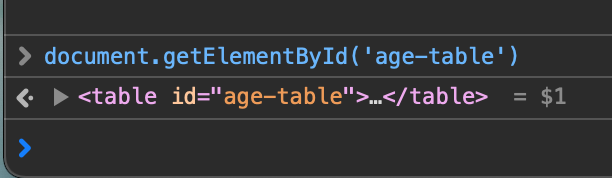 document.getElementById('age-table')
<table id="age-table">…</table> = $1